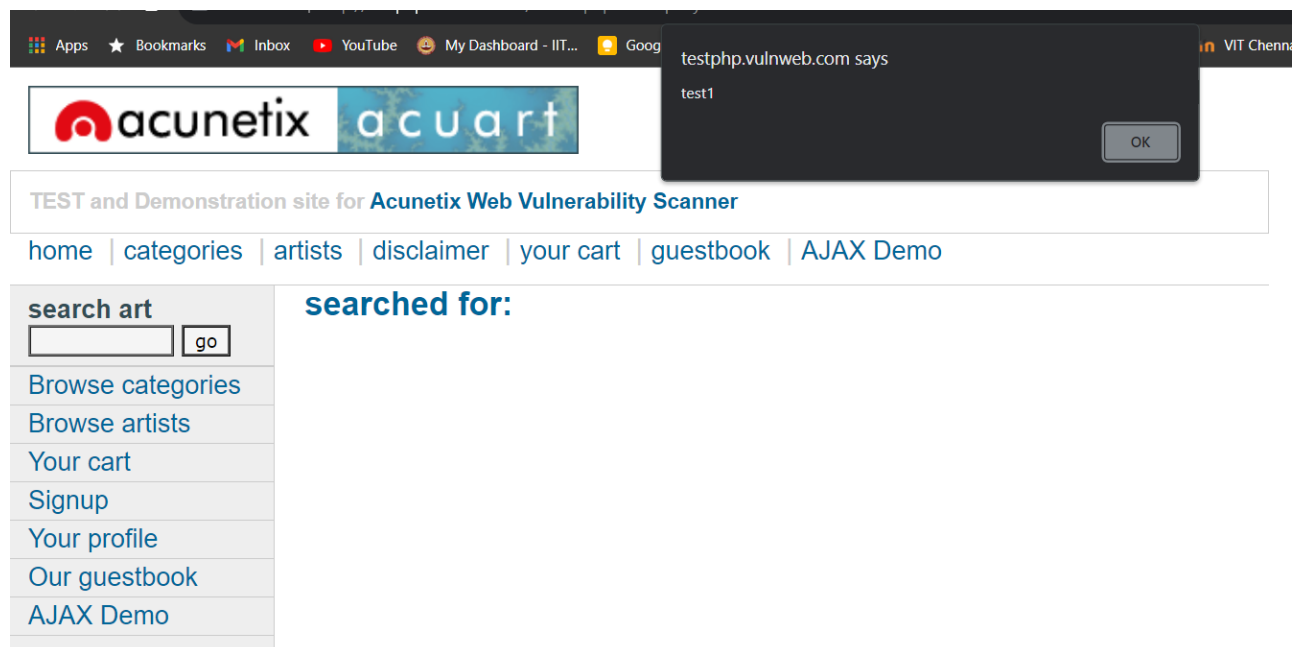 Apps Bookmarks Inbox YouTube My Dashboard - IIT... Goog
VIT Chenna
testphp.vulnweb.com says
test1
OK
acunetix acuart
TEST and Demonstration site for Acunetix Web Vulnerability Scanner
home | categories | artists | disclaimer | your cart | guestbook | AJAX Demo
search art
go
searched for:
Browse categories
Browse artists
Your cart
Signup
Your profile
Our guestbook
AJAX Demo